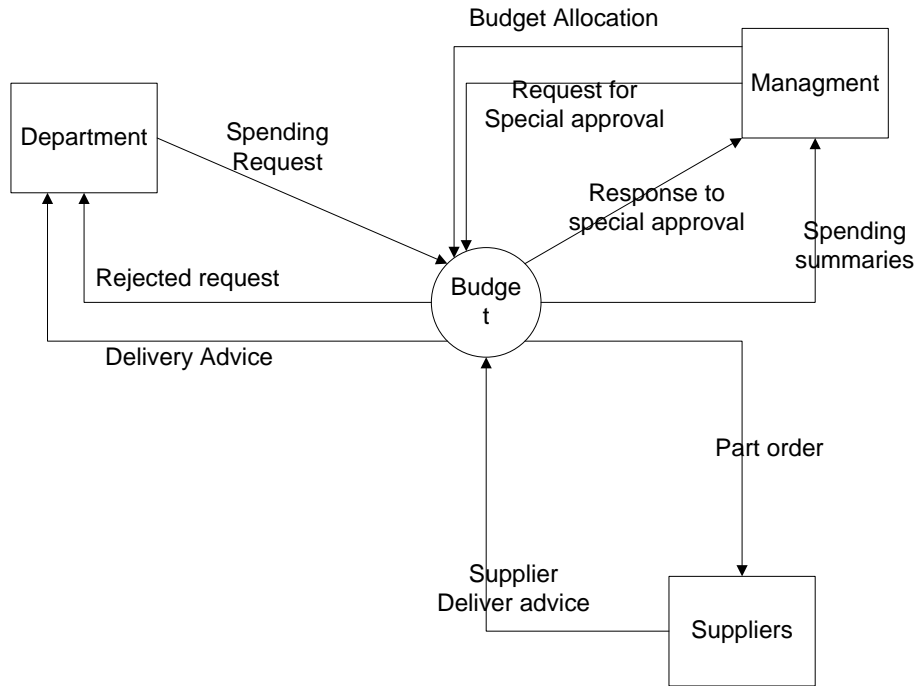 Budget Allocation
Managment
Request for
Special approval
Department
Spending
Request
Response to
special approval
Spending
summaries
Rejected request
Budge
t
Delivery Advice
Part order
Supplier
Deliver advice
Suppliers